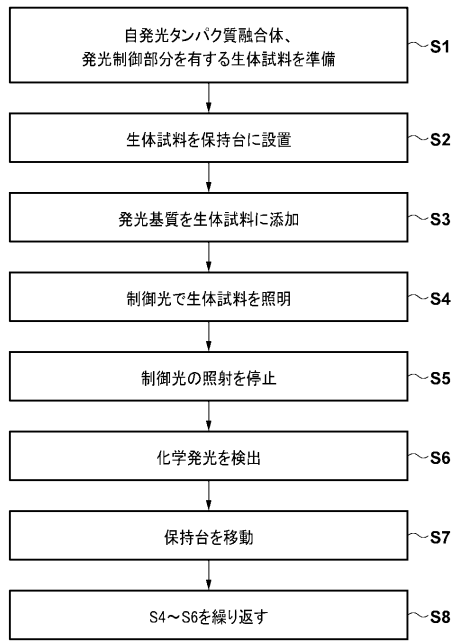 自発光タンパク質融合体、
発光制御部分を有する生体試料を準備
S1
生体試料を保持台に設置
S2
発光基質を生体試料に添加
S3
制御光で生体試料を照明
S4
制御光の照射を停止
S5
化学発光を検出
S6
保持台を移動
S7
S4～S6を繰り返す
S8